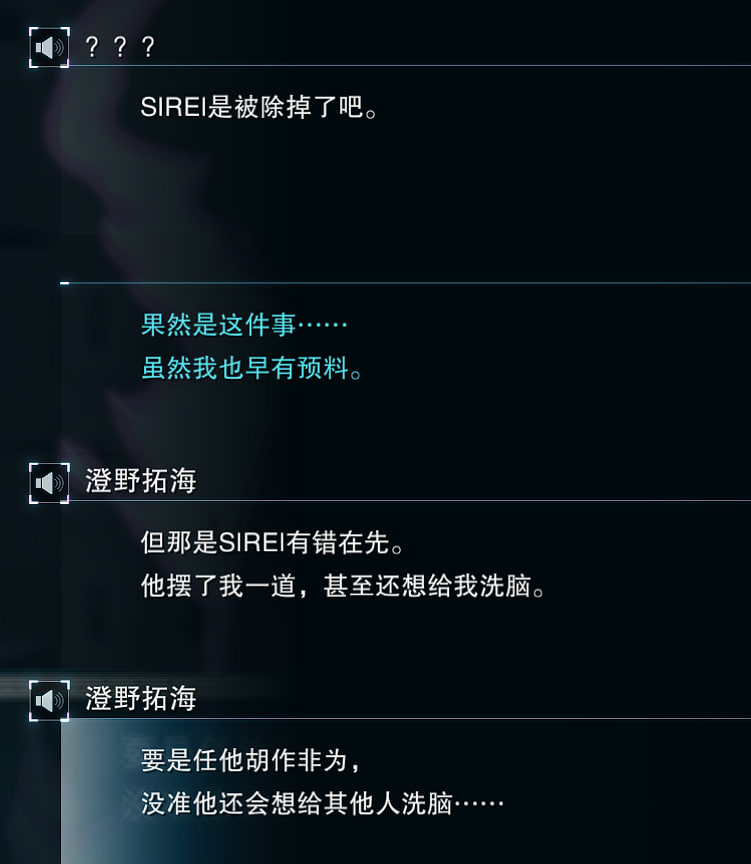 ？？？
SIREI是被除掉了吧。
果然是这件事……
虽然我也早有预料。
澄野拓海
但那是SIREI有错在先。
他摆了我一道，甚至还想给我洗脑。
澄野拓海
要是任他胡作非为，
没准他还会想给其他人洗脑……